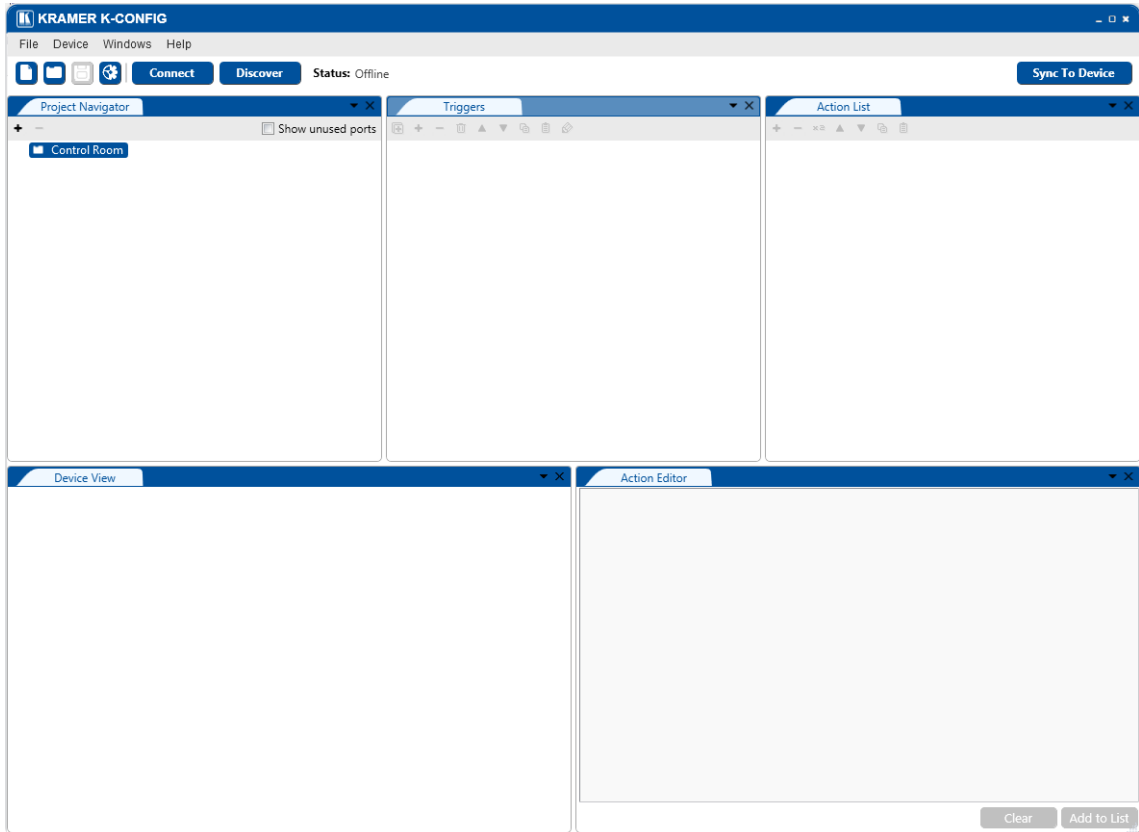 KRAMER K-CONFIG
File Device Windows Help
Connect Discover Status: Offline Sync To Device
Project Navigator Triggers Action List
Show unused ports
Control Room
Device View Action Editor
Clear Add to List